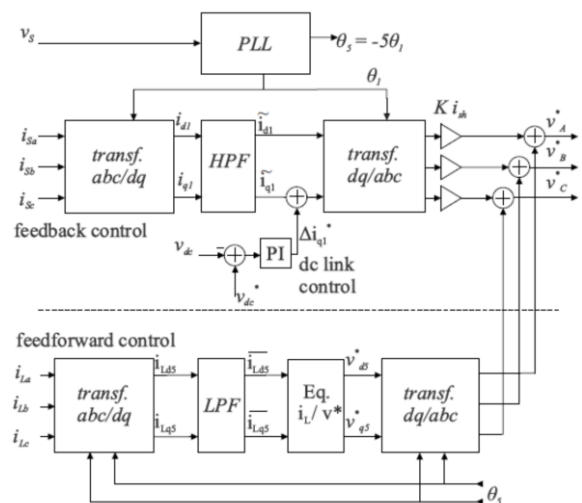 v_S
PLL
θ_5 = -5θ_1
θ_1
K i_sh
i_Sa
i_Sb
i_Sc
transf.
abc/dq
i_d1
i_q1
HPF
ĩ_d1
ĩ_q1
transf.
dq/abc
v*_A
v*_B
v*_C
feedback control
v_dc
-
PI
Δi_q1*
dc link
control
v_dc*
feedforward control
i_La
i_Lb
i_Lc
transf.
abc/dq
i_Ld5
i_Lq5
LPF
i̅_Ld5
i̅_Lq5
Eq.
i_L/ v*
v*_d5
v*_q5
transf.
dq/abc
θ_5